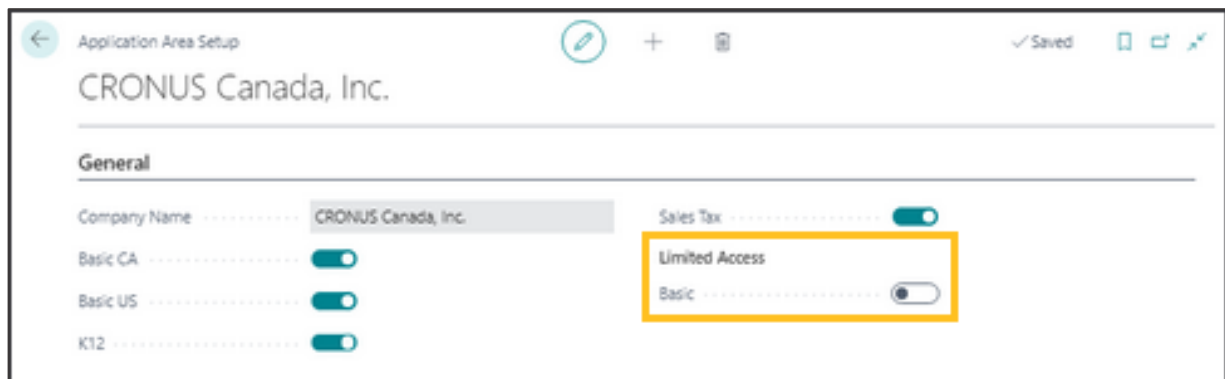 Application Area Setup
Saved
CRONUS Canada, Inc.
General
Company Name CRONUS Canada, Inc.
Basic CA
Basic US
K12
Sales Tax
Limited Access
Basic